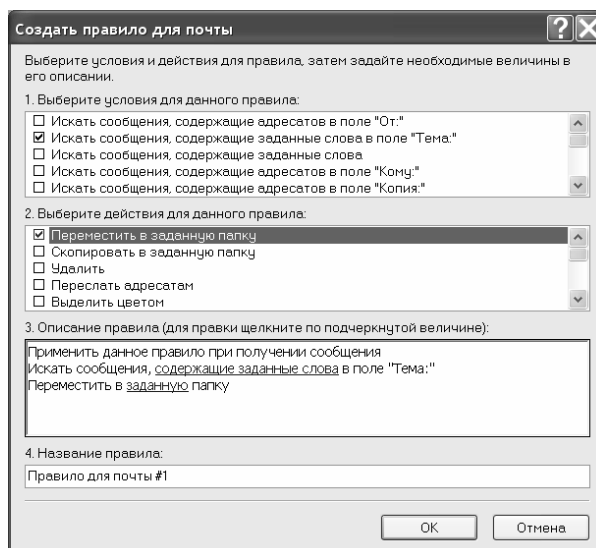 Создать правило для почты
Выберите условия и действия для правила, затем задайте необходимые величины в
его описании.
1. Выберите условия для данного правила:
Искать сообщения, содержащие адресатов в поле "От:"
Искать сообщения, содержащие заданные слова в поле "Тема:"
Искать сообщения, содержащие заданные слова
Искать сообщения, содержащие адресатов в поле "Кому:"
Искать сообщения, содержащие адресатов в поле "Копия:"
2. Выберите действия для данного правила:
Переместить в заданную папку
Скопировать в заданную папку
Удалить
Переслать адресатам
Выделить цветом
3. Описание правила (для правки щелкните по подчеркнутой величине):
Применить данное правило при получении сообщения
Искать сообщения, содержащие заданные слова в поле "Тема:"
Переместить в заданную папку
4. Название правила:
Правило для почты #1
OK Отмена